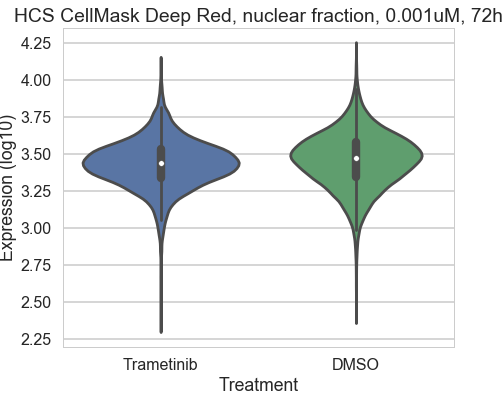 HCS CellMask Deep Red, nuclear fraction, 0.001uM, 72h
Expression (log10)
4.25
4.00
3.75
3.50
3.25
3.00
2.75
2.50
2.25
Trametinib
DMSO
Treatment